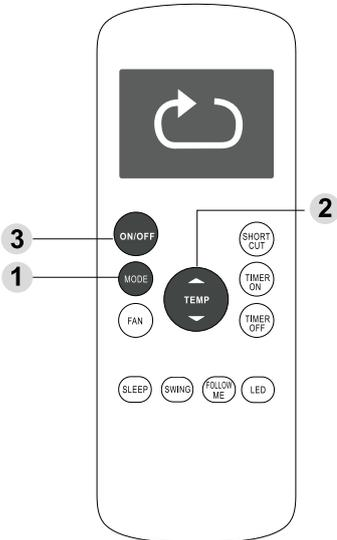 2
3
ON/OFF
SHORT
CUT
1
MODE
TEMP
TIMER
ON
FAN
TIMER
OFF
SLEEP
SWING
FOLLOW
ME
LED